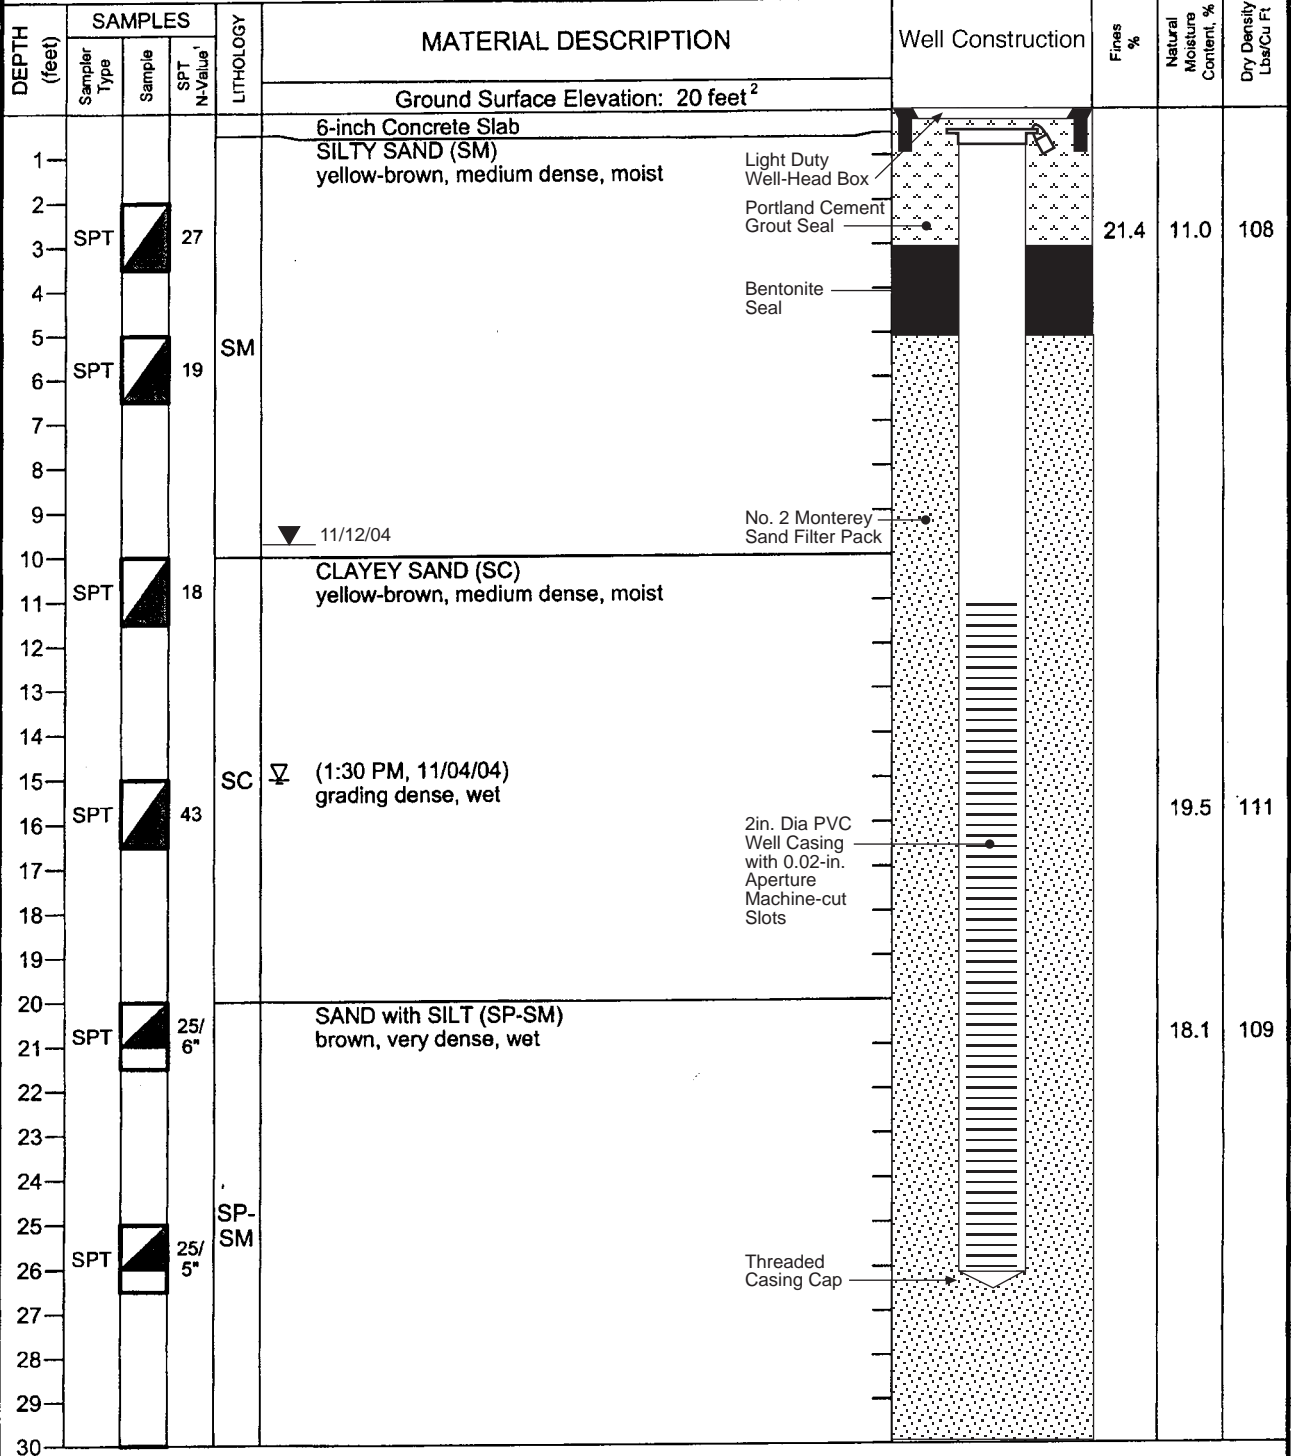 DEPTH
(feet)
SAMPLES
Sampler
Type
Sample
SPT
N-Value¹
LITHOLOGY
MATERIAL DESCRIPTION
Ground Surface Elevation: 20 feet²
Well Construction
Fines
%
Natural
Moisture
Content, %
Dry Density
Lbs/Cu Ft
6-inch Concrete Slab
SILTY SAND (SM)
yellow-brown, medium dense, moist
1
2
3
4
5
6
7
8
9
10
11
12
13
14
15
16
17
18
19
20
21
22
23
24
25
26
27
28
29
30
SPT 27
SPT 19
SPT 18
SPT 43
SPT 25/
6"
SPT 25/
5"
SM
SC
SP-
SM
11/12/04
CLAYEY SAND (SC)
yellow-brown, medium dense, moist
(1:30 PM, 11/04/04)
grading dense, wet
SAND with SILT (SP-SM)
brown, very dense, wet
Light Duty
Well-Head Box
Portland Cement
Grout Seal
Bentonite
Seal
No. 2 Monterey
Sand Filter Pack
2in. Dia PVC
Well Casing
with 0.02-in.
Aperture
Machine-cut
Slots
Threaded
Casing Cap
21.4 11.0 108
19.5 111
18.1 109